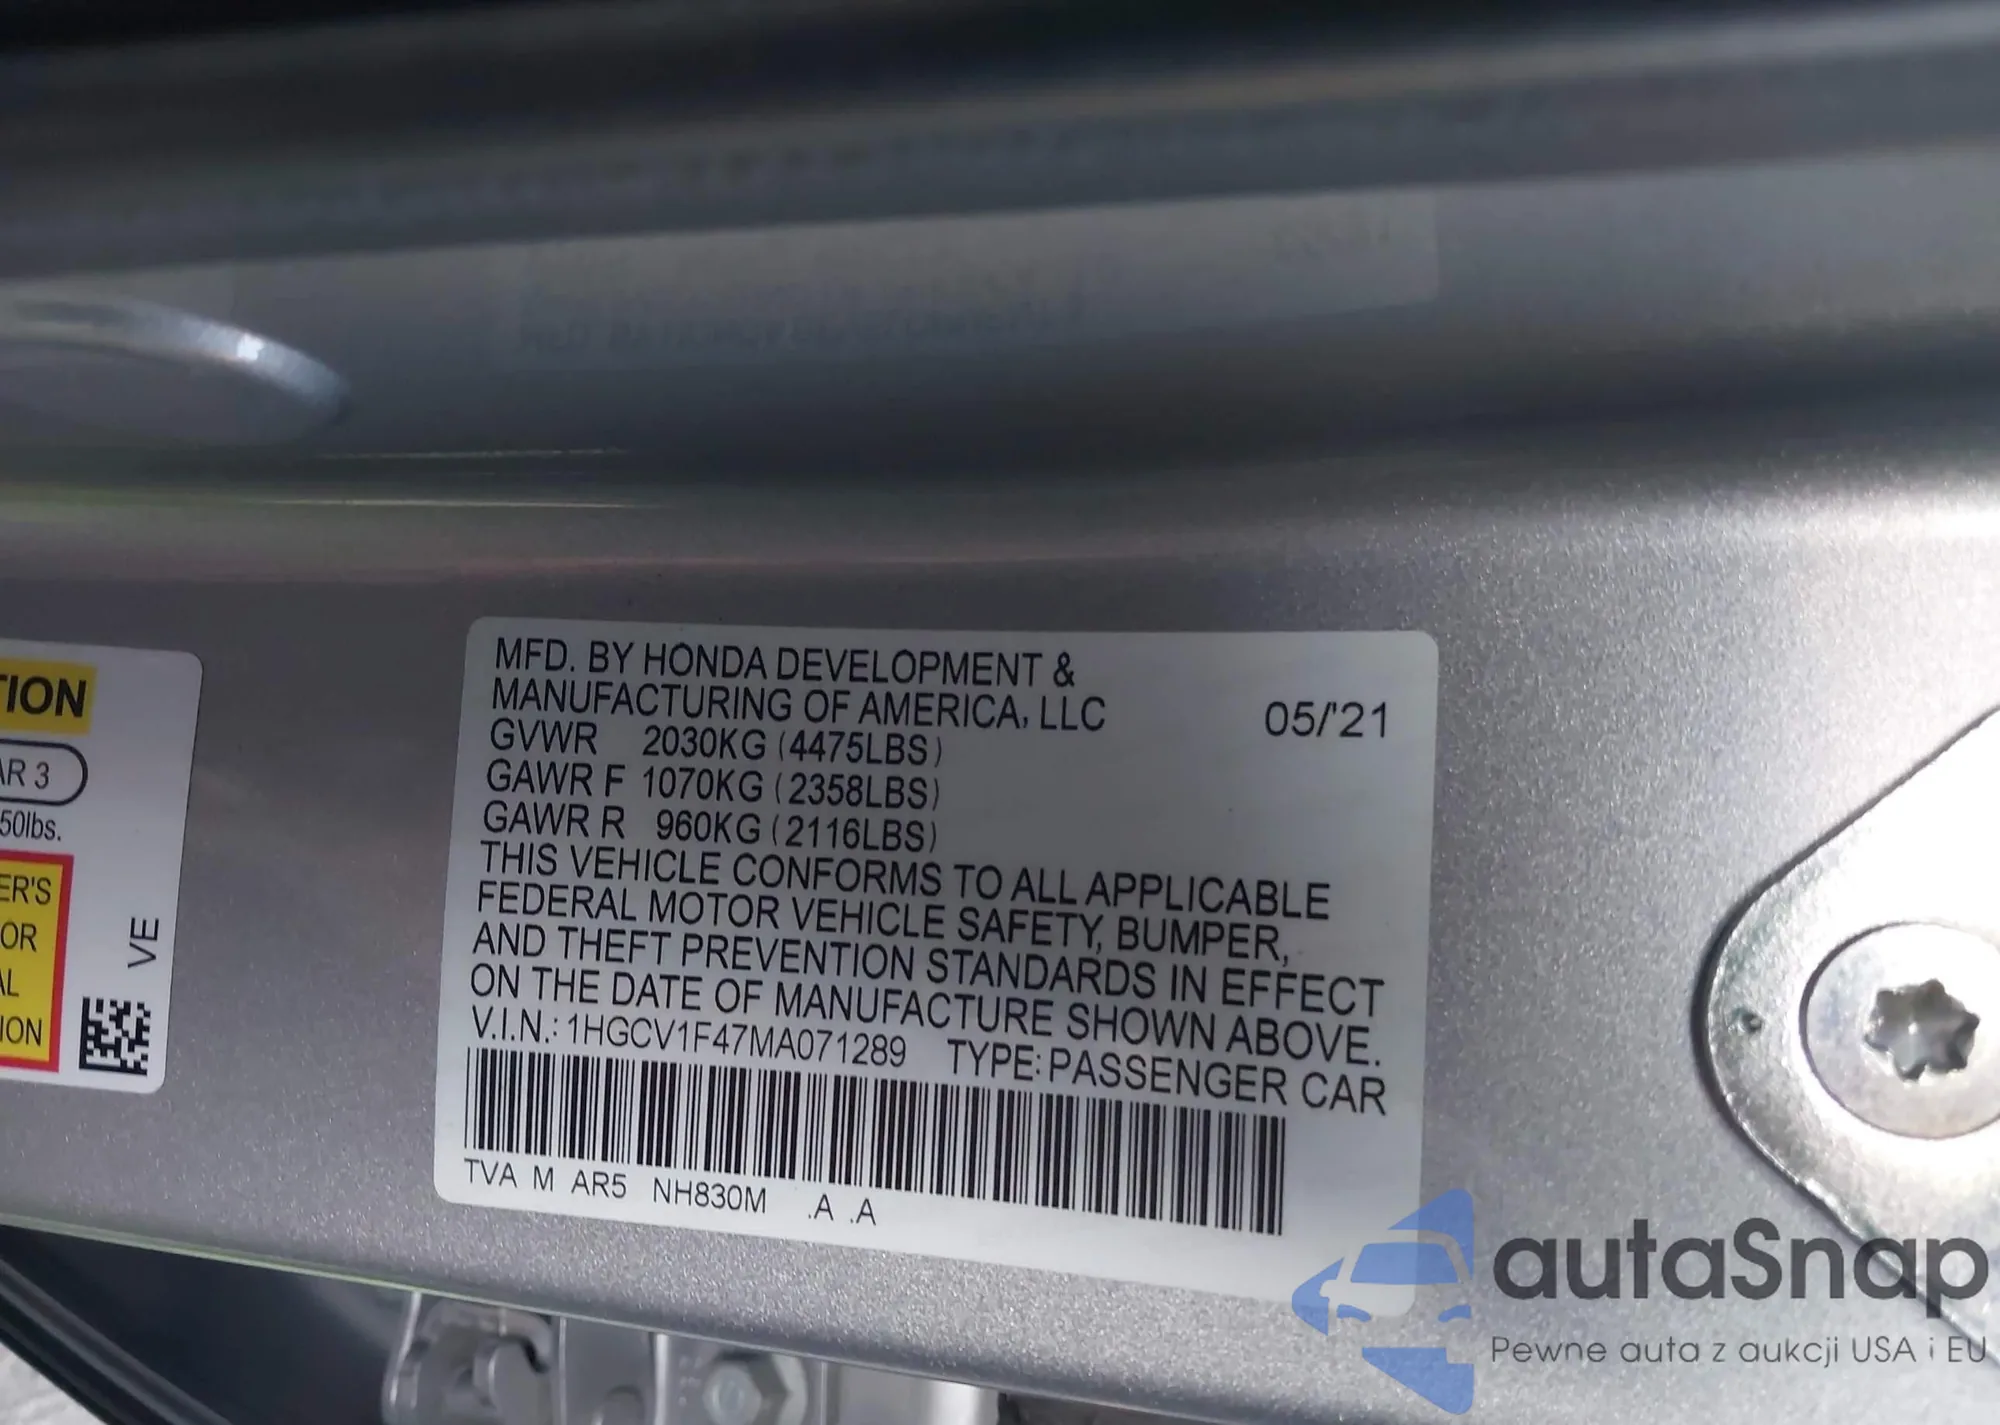 TION
AR 3
50lbs.
ER'S
OR
AL
ION
VE
MFD. BY HONDA DEVELOPMENT &
MANUFACTURING OF AMERICA, LLC 05/'21
GVWR 2030KG (4475LBS)
GAWR F 1070KG (2358LBS)
GAWR R 960KG (2116LBS)
THIS VEHICLE CONFORMS TO ALL APPLICABLE
FEDERAL MOTOR VEHICLE SAFETY, BUMPER,
AND THEFT PREVENTION STANDARDS IN EFFECT
ON THE DATE OF MANUFACTURE SHOWN ABOVE.
V.I.N.: 1HGCV1F47MA071289 TYPE: PASSENGER CAR
TVA M AR5 NH830M .A .A
autaSnap
Pewne auta z aukcji USA i EU